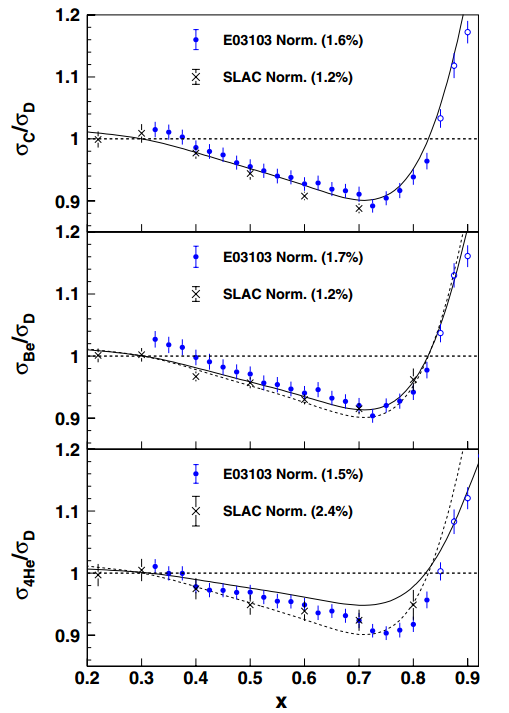 1.2
E03103 Norm. (1.6%)
1.1
SLAC Norm. (1.2%)
σC/σD
1
0.9
1.2
E03103 Norm. (1.7%)
SLAC Norm. (1.2%)
1.1
σBe/σD
1
0.9
1.2
E03103 Norm. (1.5%)
SLAC Norm. (2.4%)
1.1
σ4He/σD
1
0.9
0.2 0.3 0.4 0.5 0.6 0.7 0.8 0.9
x